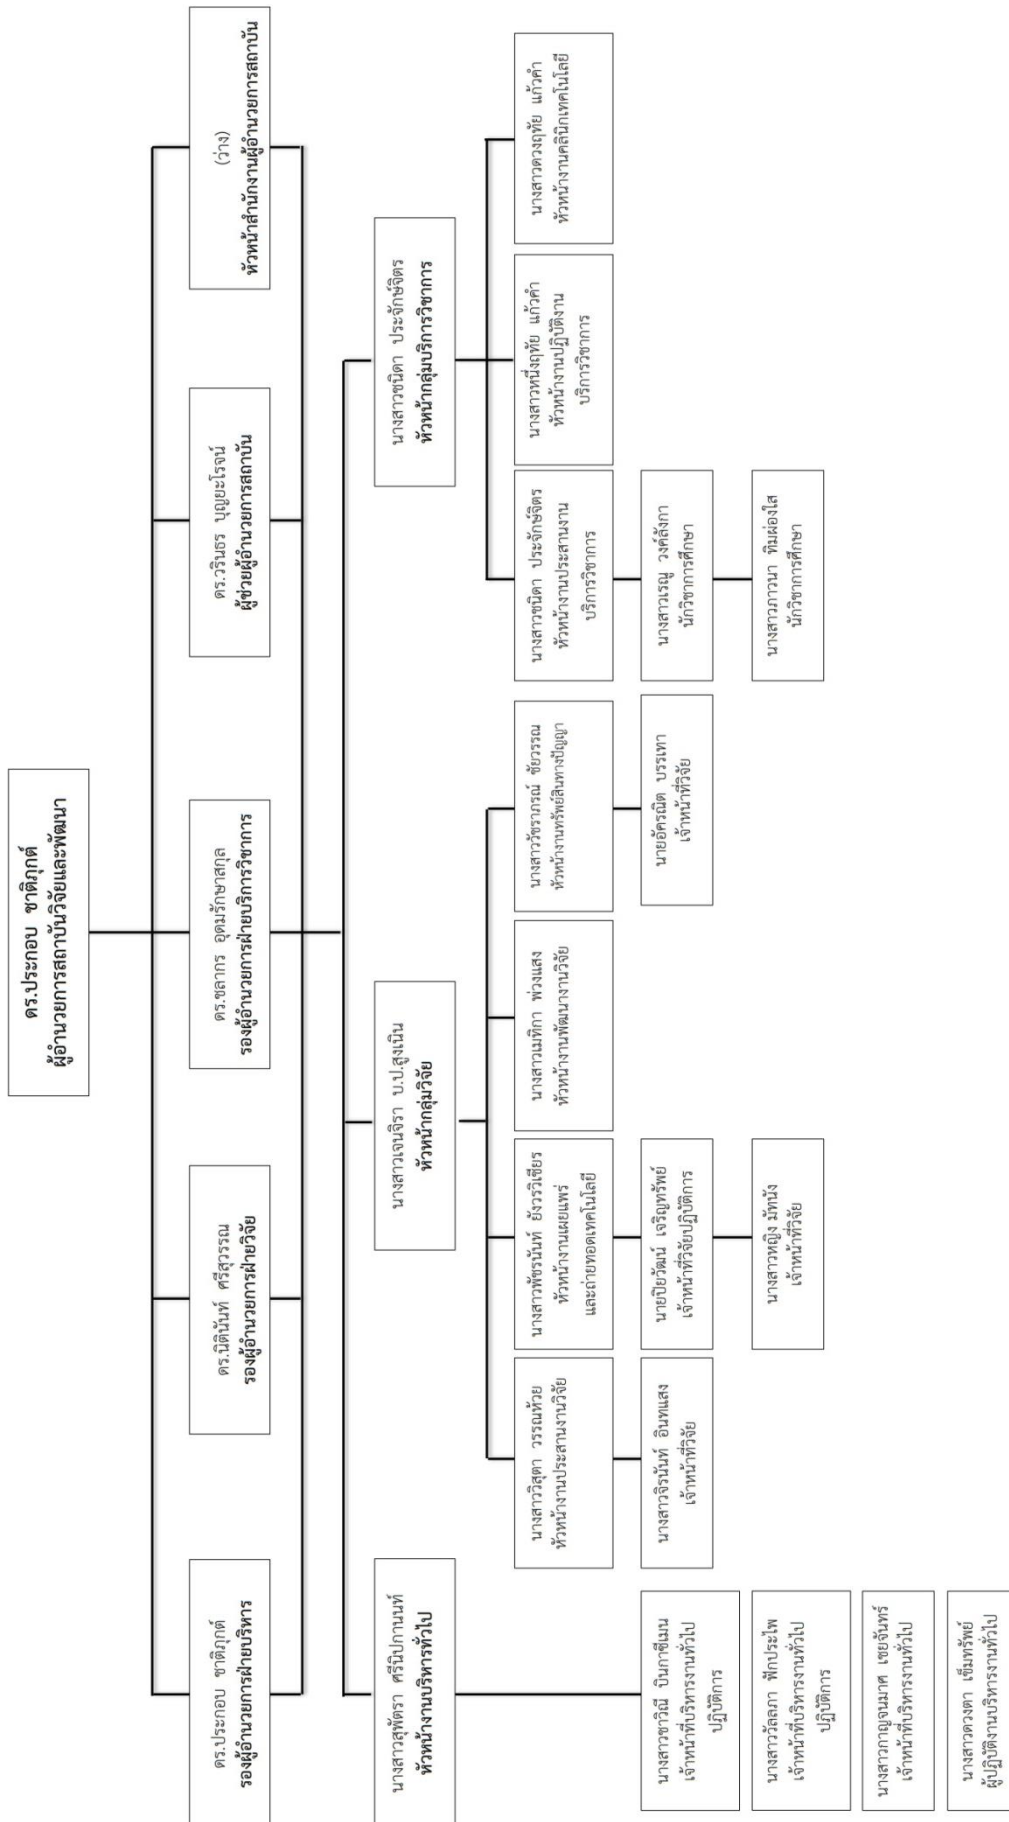 ดร.ประกอบ ชาติภุกต์
ผู้อำนวยการสถาบันวิจัยและพัฒนา
ดร.ประกอบ ชาติภุกต์
รองผู้อำนวยการฝ่ายบริหาร
ดร.นิตินันท์ ศรีสุวรรณ
รองผู้อำนวยการฝ่ายวิจัย
ดร.ชลากร อุดมรักษาสกุล
รองผู้อำนวยการฝ่ายบริการวิชาการ
ดร.วรินธร บุญยะโรจน์
ผู้ช่วยผู้อำนวยการสถาบัน
(ว่าง)
หัวหน้าสำนักงานผู้อำนวยการสถาบัน
นางสาวสุพัตรา ศรีนิปกานนท์
หัวหน้างานบริหารทั่วไป
นางสาวเจนจิรา บ.ป.สูงเนิน
หัวหน้ากลุ่มวิจัย
นางสาวชนิดา ประจักษ์จิตร
หัวหน้ากลุ่มบริการวิชาการ
นางสาวชาวิณี บินกาซีเมน
เจ้าหน้าที่บริหารงานทั่วไป
ปฏิบัติการ
นางสาววัลลภา ฟักประไพ
เจ้าหน้าที่บริหารงานทั่วไป
ปฏิบัติการ
นางสาวกาญจนมาศ เชยจันทร์
เจ้าหน้าที่บริหารงานทั่วไป
นางสาวดวงตา เข็มทรัพย์
ผู้ปฏิบัติงานบริหารงานทั่วไป
นางสาววิสุตา วรรณห้วย
หัวหน้างานประสานงานวิจัย
นางสาวจิรนันท์ อินทแสง
เจ้าหน้าที่วิจัย
นางสาวพัชรนันท์ ยังวรวิเชียร
หัวหน้างานเผยแพร่
และถ่ายทอดเทคโนโลยี
นายปิยวัฒน์ เจริญทรัพย์
เจ้าหน้าที่วิจัยปฏิบัติการ
นางสาวหญิง มัทนัง
เจ้าหน้าที่วิจัย
นางสาวเมทิกา พ่วงแสง
หัวหน้างานพัฒนางานวิจัย
นางสาววัชราภรณ์ ชัยวรรณ
หัวหน้างานทรัพย์สินทางปัญญา
นายอัครณิต บรรเทา
เจ้าหน้าที่วิจัย
นางสาวชนิดา ประจักษ์จิตร
หัวหน้างานประสานงาน
บริการวิชาการ
นางสาวเรณู วงค์ลังกา
นักวิชาการศึกษา
นางสาวภาวนา ทิมผ่องใส
นักวิชาการศึกษา
นางสาวหนึ่งฤทัย แก้วคำ
หัวหน้างานปฏิบัติงาน
บริการวิชาการ
นางสาวดวงฤทัย แก้วคำ
หัวหน้างานคลินิกเทคโนโลยี